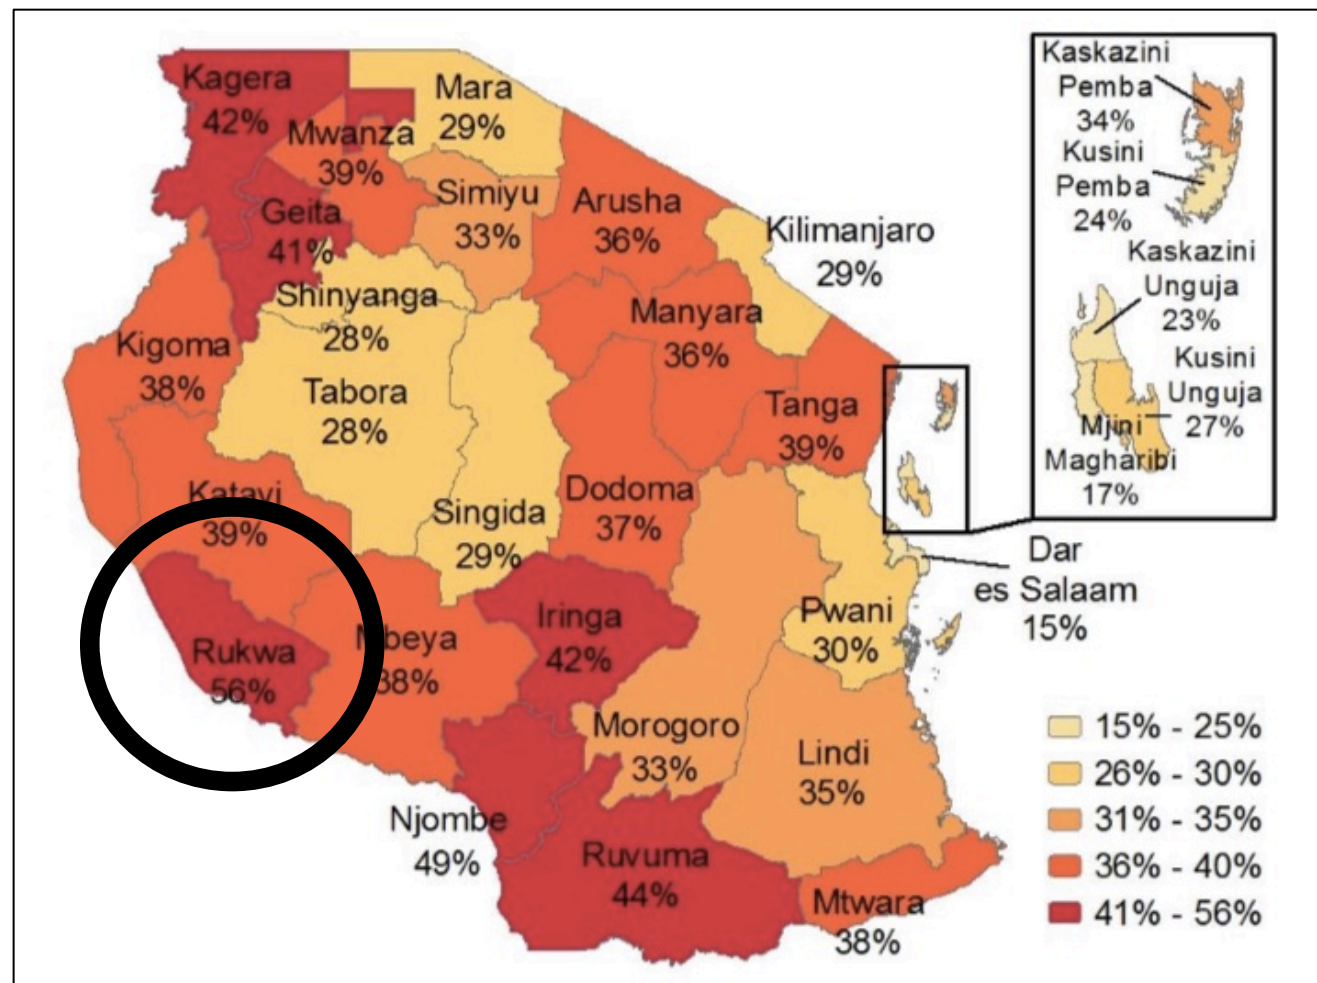 Kagera
42%
Mara
29%
Mwanza
39%
Simiyu
33%
Geita
41%
Arusha
36%
Kilimanjaro
29%
Shinyanga
28%
Manyara
36%
Kigoma
38%
Tabora
28%
Tanga
39%
Katavi
39%
Singida
29%
Dodoma
37%
Iringa
42%
Pwani
30%
Dar
es Salaam
15%
Rukwa
56%
Mbeya
38%
Morogoro
33%
Lindi
35%
Njombe
49%
Ruvuma
44%
Mtwara
38%
Kaskazini
Pemba
34%
Kusini
Pemba
24%
Kaskazini
Unguja
23%
Kusini
Unguja
27%
Mjini
Magharibi
17%
15% - 25%
26% - 30%
31% - 35%
36% - 40%
41% - 56%